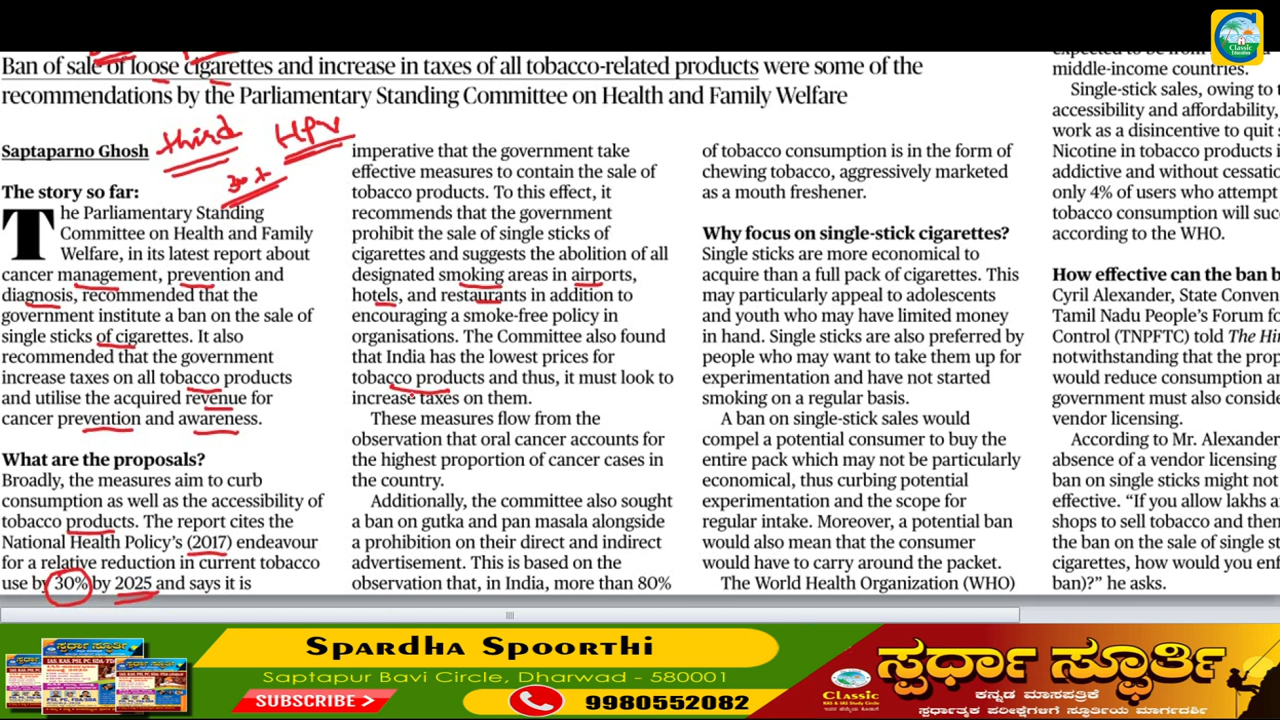 Classic
Education
Ban of sale of loose cigarettes and increase in taxes of all tobacco-related products were some of the
recommendations by the Parliamentary Standing Committee on Health and Family Welfare
third
HPV
30 +
Saptaparno Ghosh
The story so far:
The Parliamentary Standing
Committee on Health and Family
Welfare, in its latest report about
cancer management, prevention and
diagnosis, recommended that the
government institute a ban on the sale of
single sticks of cigarettes. It also
recommended that the government
increase taxes on all tobacco products
and utilise the acquired revenue for
cancer prevention and awareness.
What are the proposals?
Broadly, the measures aim to curb
consumption as well as the accessibility of
tobacco products. The report cites the
National Health Policy's (2017) endeavour
for a relative reduction in current tobacco
use by 30% by 2025 and says it is
imperative that the government take
effective measures to contain the sale of
tobacco products. To this effect, it
recommends that the government
prohibit the sale of single sticks of
cigarettes and suggests the abolition of all
designated smoking areas in airports,
hotels, and restaurants in addition to
encouraging a smoke-free policy in
organisations. The Committee also found
that India has the lowest prices for
tobacco products and thus, it must look to
increase taxes on them.
These measures flow from the
observation that oral cancer accounts for
the highest proportion of cancer cases in
the country.
Additionally, the committee also sought
a ban on gutka and pan masala alongside
a prohibition on their direct and indirect
advertisement. This is based on the
observation that, in India, more than 80%
of tobacco consumption is in the form of
chewing tobacco, aggressively marketed
as a mouth freshener.
Why focus on single-stick cigarettes?
Single sticks are more economical to
acquire than a full pack of cigarettes. This
may particularly appeal to adolescents
and youth who may have limited money
in hand. Single sticks are also preferred by
people who may want to take them up for
experimentation and have not started
smoking on a regular basis.
A ban on single-stick sales would
compel a potential consumer to buy the
entire pack which may not be particularly
economical, thus curbing potential
experimentation and the scope for
regular intake. Moreover, a potential ban
would also mean that the consumer
would have to carry around the packet.
The World Health Organization (WHO)
expected to be from
middle-income countries.
Single-stick sales, owing to
accessibility and affordability,
work as a disincentive to quit
Nicotine in tobacco products
addictive and without
only 4% of users who attempt
tobacco consumption will
according to the WHO.
How effective can the ban
Cyril Alexander, State
Tamil Nadu People's Forum
Control (TNPFTC) told The
notwithstanding that the
would reduce consumption
government must also
vendor licensing.
According to Mr. Alexander
absence of a vendor licensing
ban on single sticks might not
effective. "If you allow lakhs
shops to sell tobacco and
the ban on the sale of single
cigarettes, how would you
ban)?" he asks.
Spardha Spoorthi
Saptapur Bavi Circle, Dharwad - 580001
SUBSCRIBE
9980552082
Classic
KAS & IAS Study Circle
ಸ್ಪರ್ಧಾ ಸ್ಫೂರ್ತಿ
ಕನ್ನಡ ಮಾಸಪತ್ರಿಕೆ
ಸ್ಪರ್ಧಾತ್ಮಕ ಪರೀಕ್ಷೆಗಳಿಗೆ ಸ್ಫೂರ್ತಿಯ ಮಾರ್ಗದರ್ಶಿ